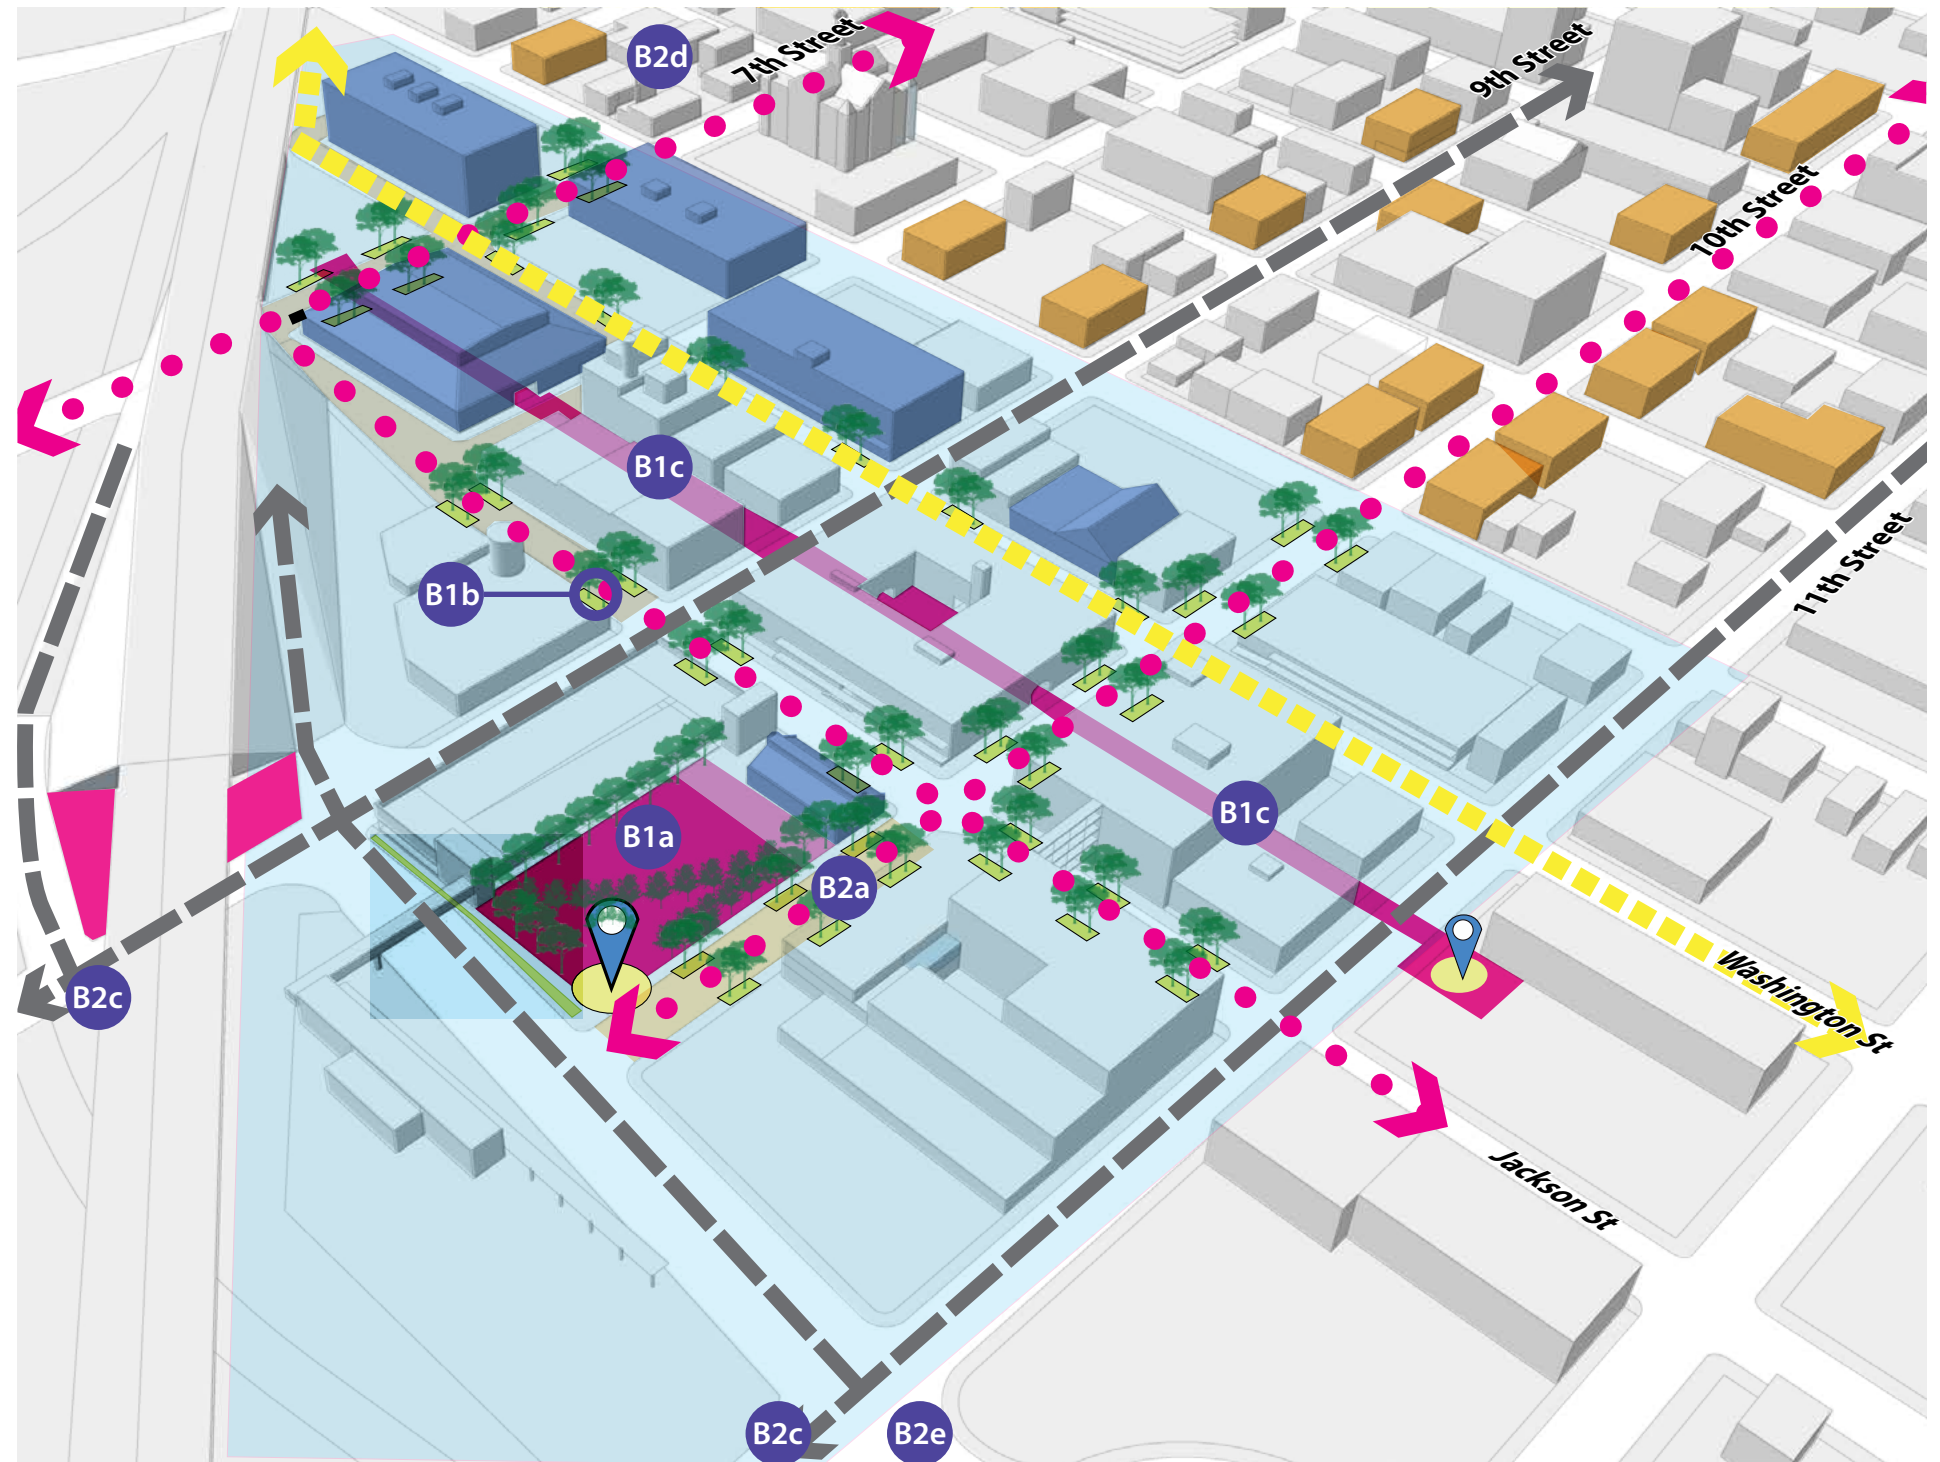 B2d
7th Street
9th Street
10th Street
B1c
11th Street
B1b
B1c
B1a
B2a
B2c
Washington St
Jackson St
B2c
B2e